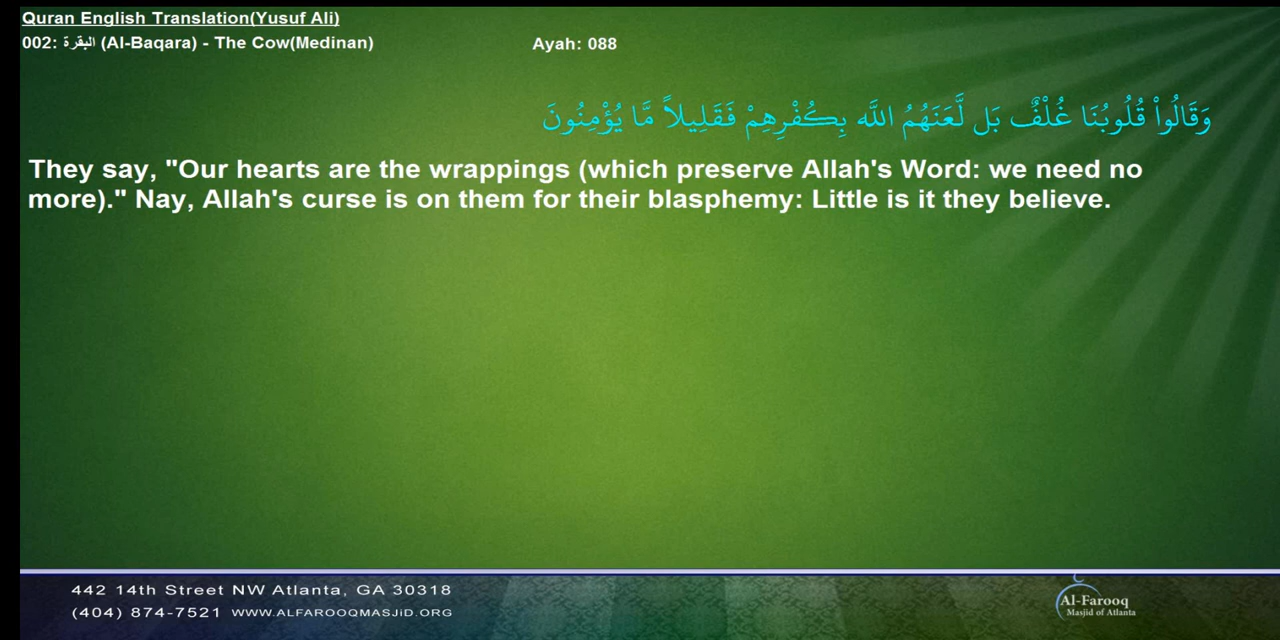 Quran English Translation(Yusuf Ali)
002: البقرة (Al-Baqara) - The Cow(Medinan)
Ayah: 088
وَقَالُواْ قُلُوبُنَا غُلْفٌ بَل لَّعَنَهُمُ اللَّه بِكُفْرِهِمْ فَقَلِيلاً مَّا يُؤْمِنُونَ
They say, "Our hearts are the wrappings (which preserve Allah's Word: we need no
more)." Nay, Allah's curse is on them for their blasphemy: Little is it they believe.
442 14th Street NW Atlanta, GA 30318
(404) 874-7521 WWW.ALFAROOQMASJiD.ORG
Al-Farooq
Masjid of Atlanta